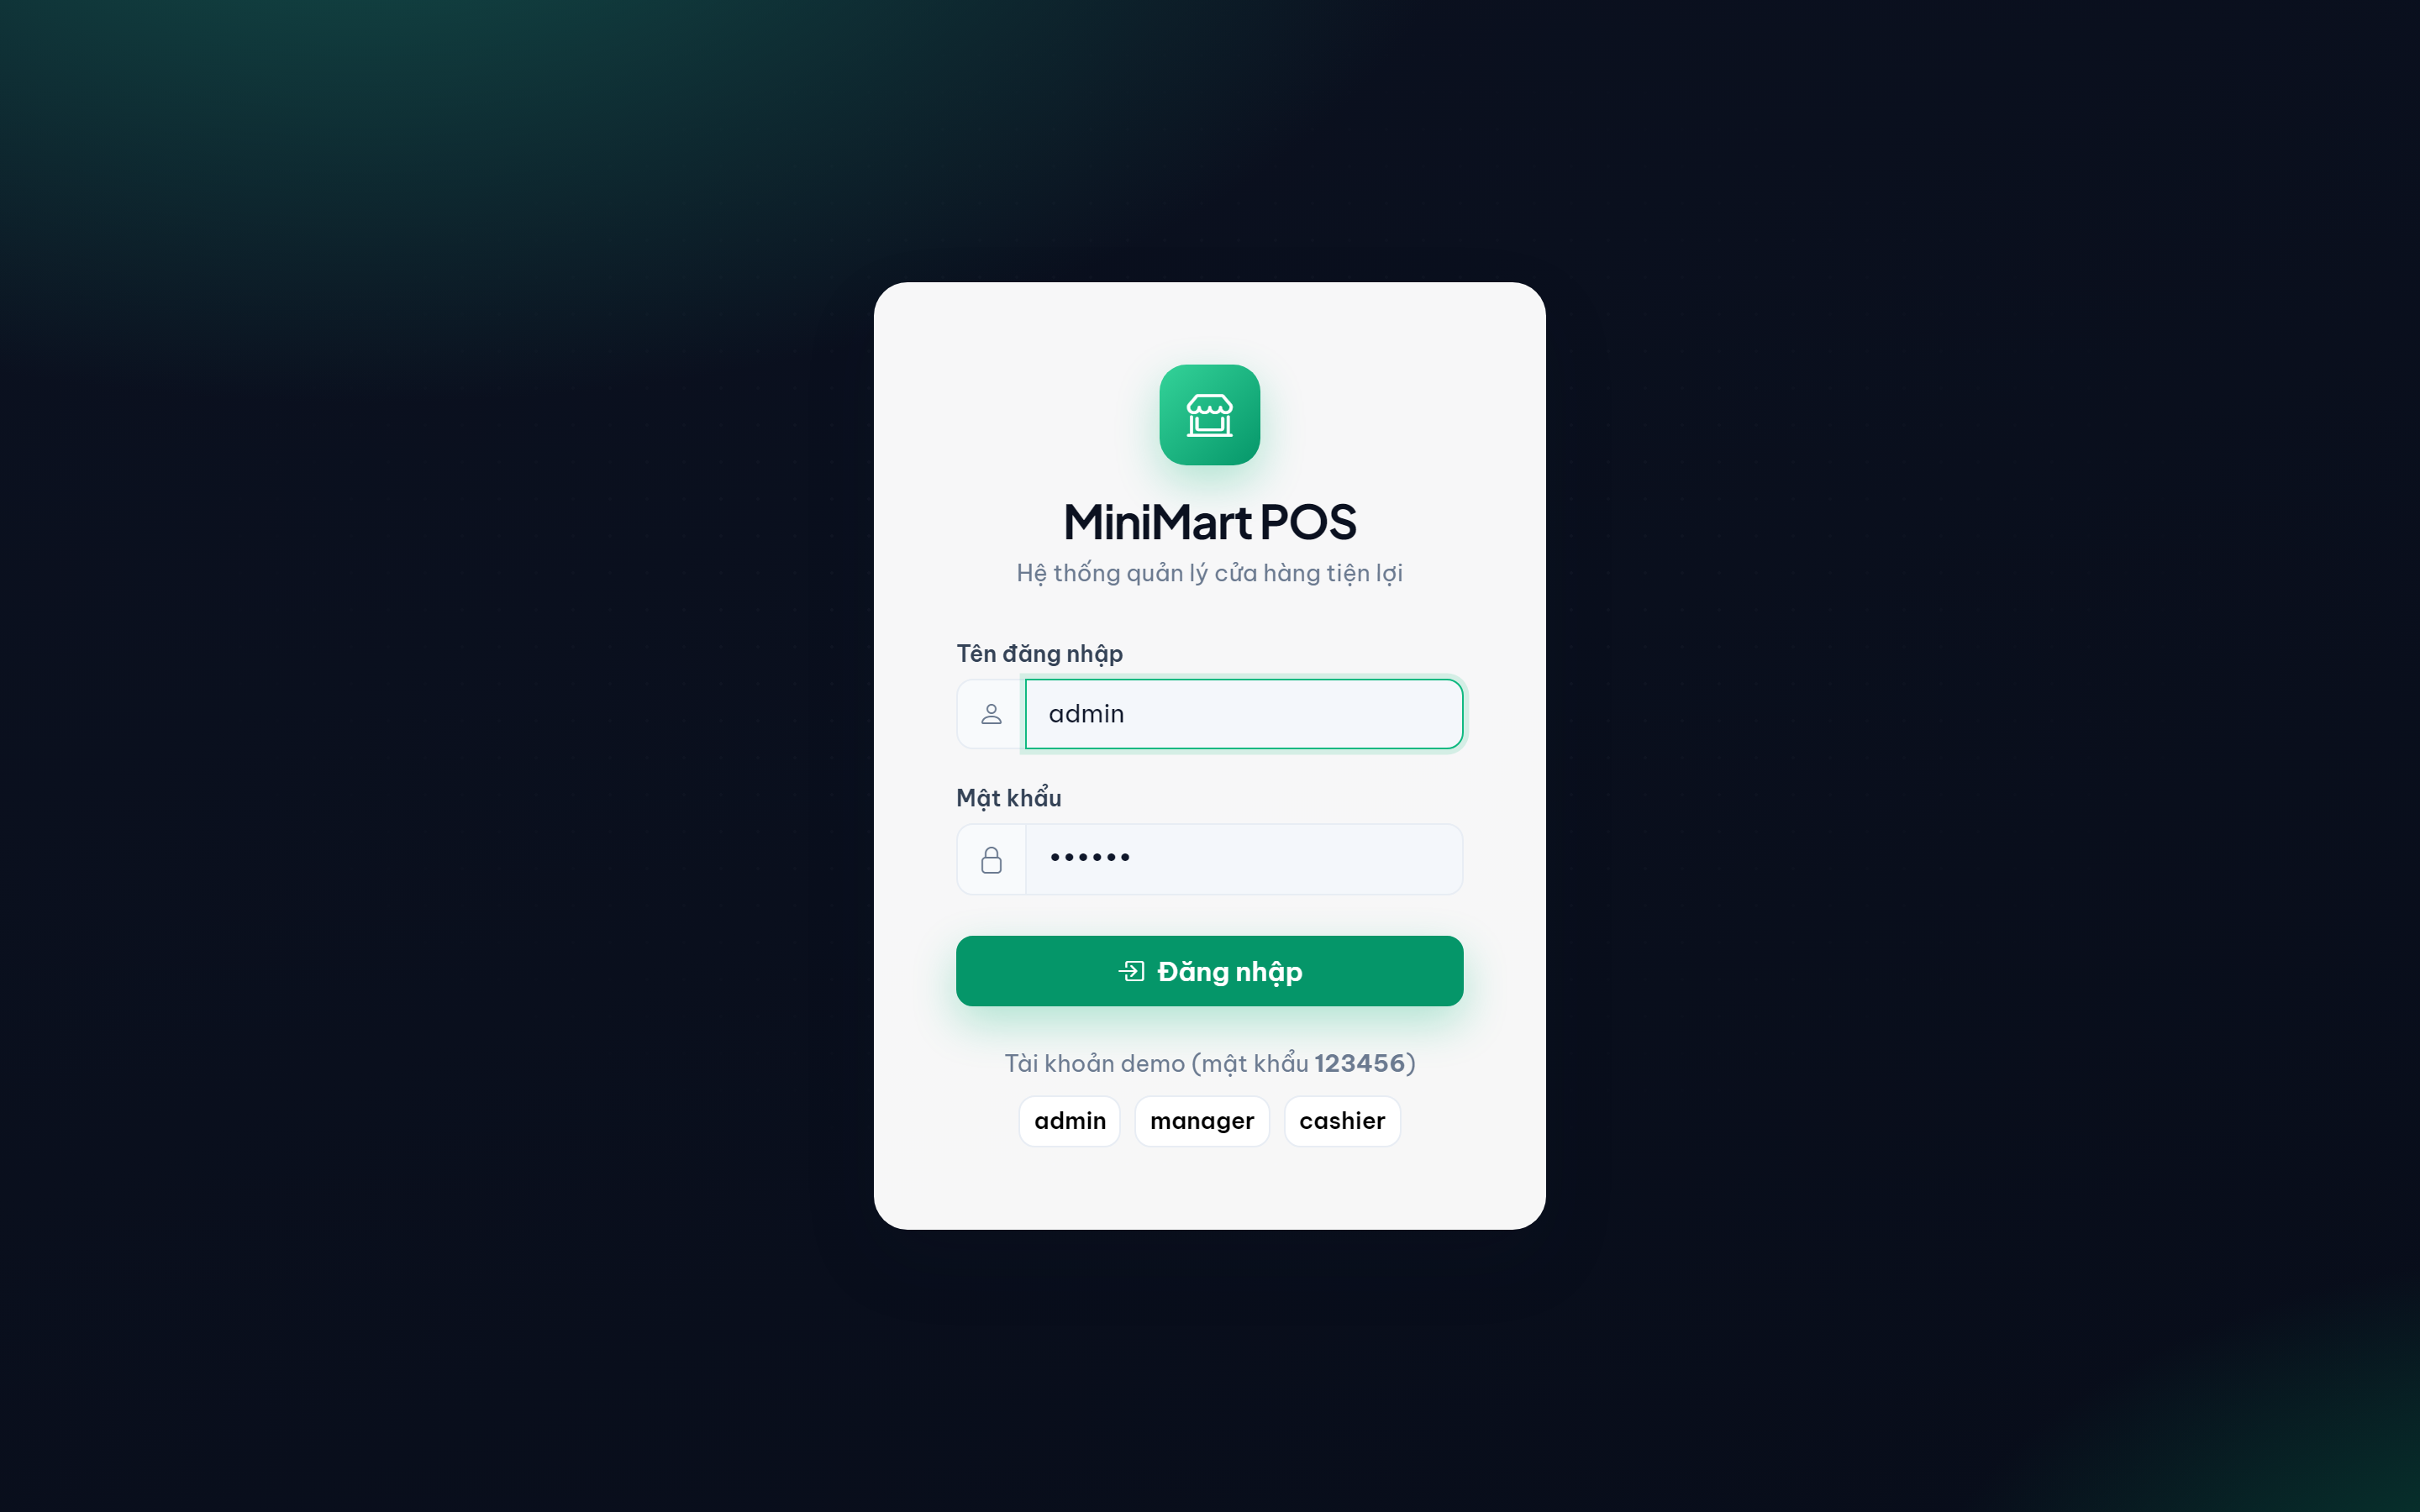 MiniMart POS
Hệ thống quản lý cửa hàng tiện lợi
Tên đăng nhập
admin
Mật khẩu
••••••
Đăng nhập
Tài khoản demo (mật khẩu 123456)
admin manager cashier